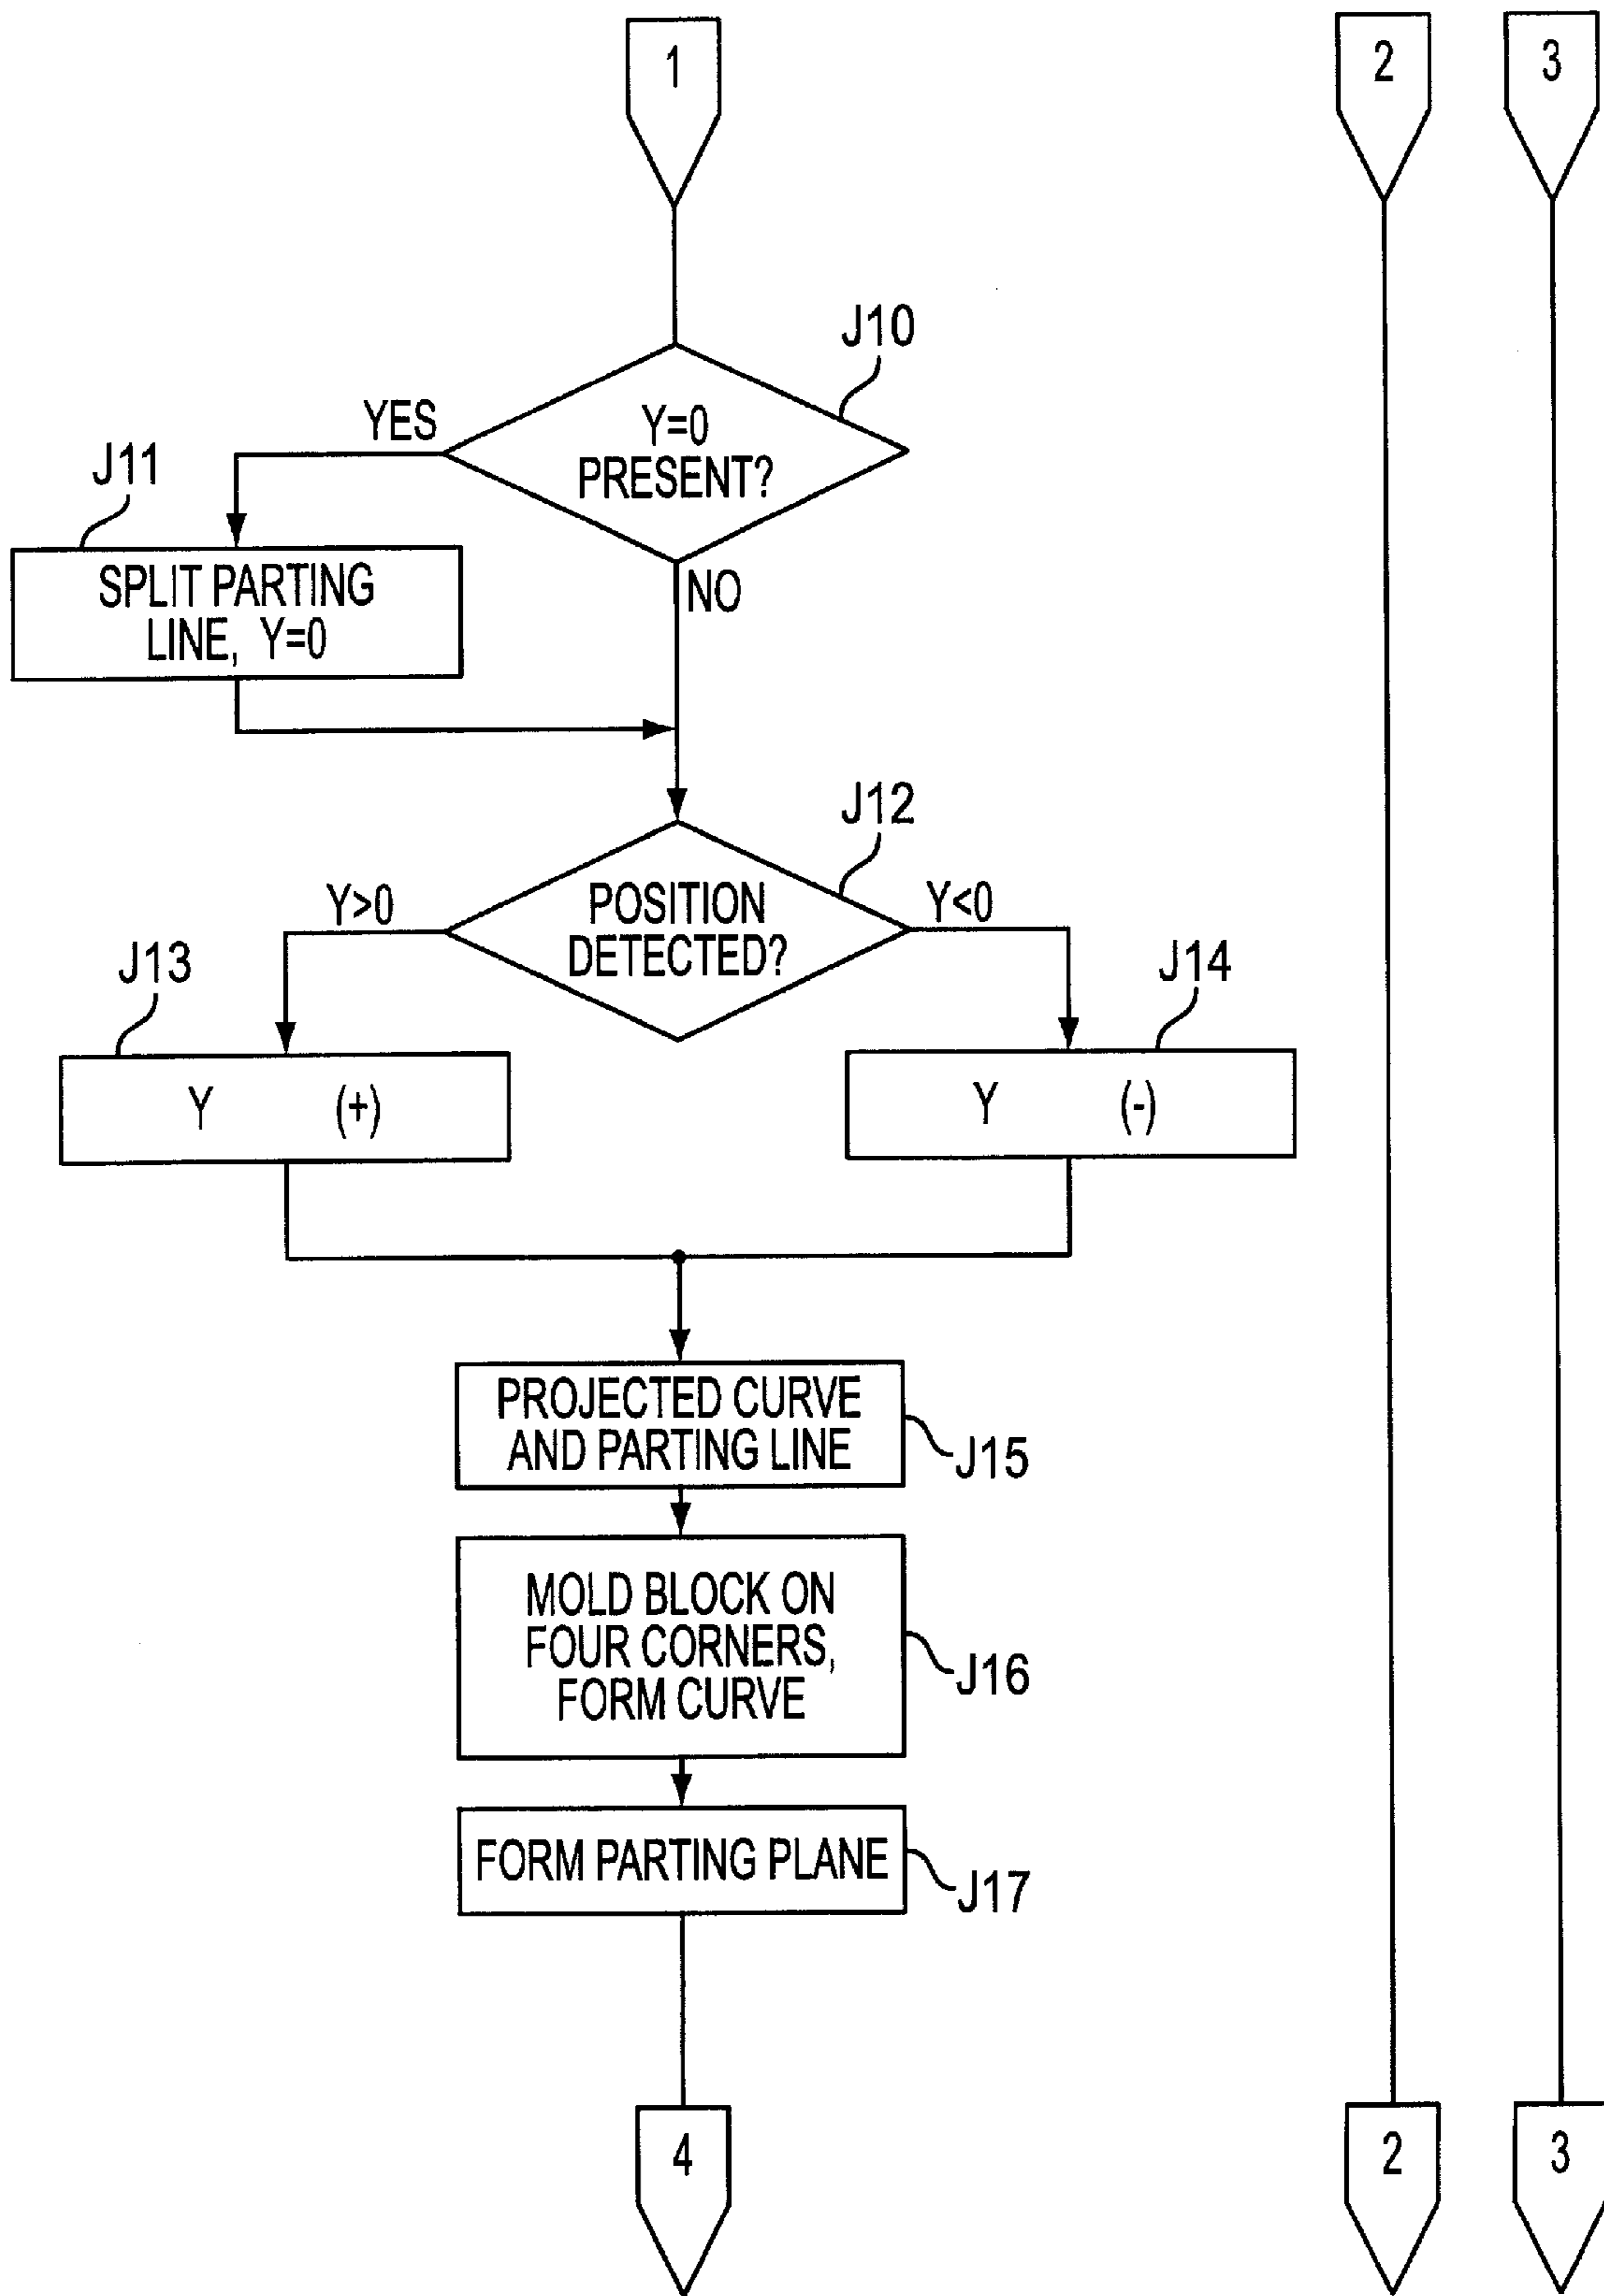 1
2
3
J10
YES
Y=0
PRESENT?
J11
NO
SPLIT PARTING
LINE, Y=0
J12
Y>0
POSITION
DETECTED?
Y<0
J13
J14
Y (+)
Y (-)
PROJECTED CURVE
AND PARTING LINE
J15
MOLD BLOCK ON
FOUR CORNERS,
FORM CURVE
J16
FORM PARTING PLANE
J17
4
2
3